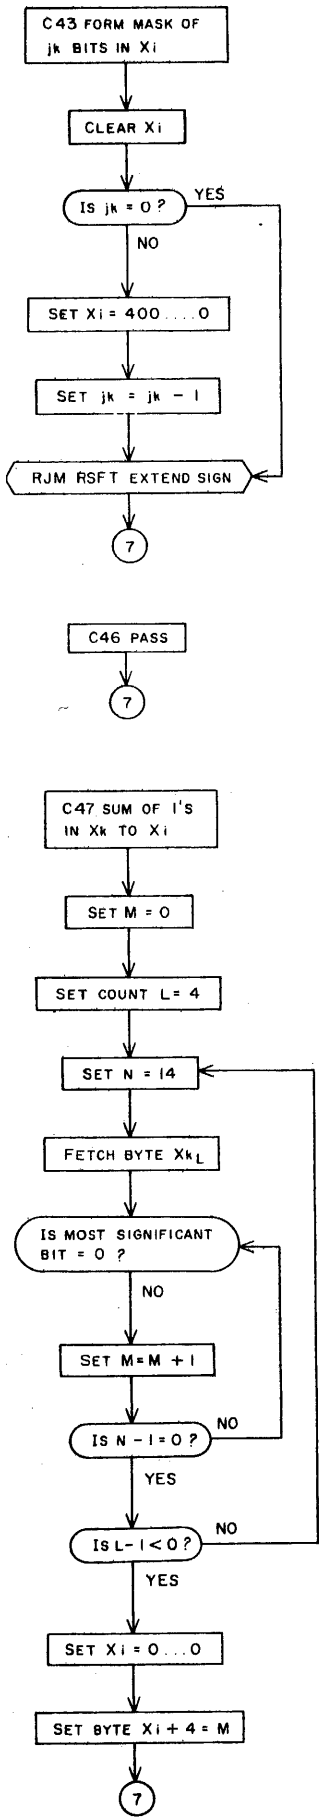 C43 FORM MASK OF
jk BITS IN Xi
CLEAR Xi
Is jk = 0?
YES
NO
SET Xi = 400....0
SET jk = jk - 1
RJM RSFT EXTEND SIGN
7
C46 PASS
7
C47 SUM OF 1'S
IN Xk TO Xi
SET M = 0
SET COUNT L = 4
SET N = 14
FETCH BYTE XkL
IS MOST SIGNIFICANT
BIT = 0 ?
NO
SET M = M + 1
Is N - 1 = 0?
NO
YES
Is L - 1 < 0?
NO
YES
SET Xi = 0...0
SET BYTE Xi + 4 = M
7